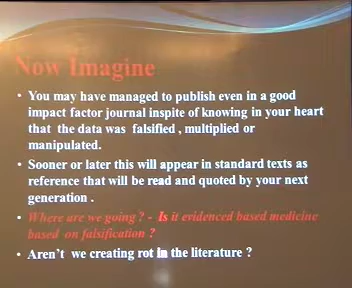 Now Imagine
• You may have managed to publish even in a good
impact factor journal inspite of knowing in your heart
that the data was falsified , multiplied or
manipulated.
• Sooner or later this will appear in standard texts as
reference that will be read and quoted by your next
generation .
• Where are we going ? - Is it evidenced based medicine
based on falsification ?
• Aren't we creating rot in the literature ?